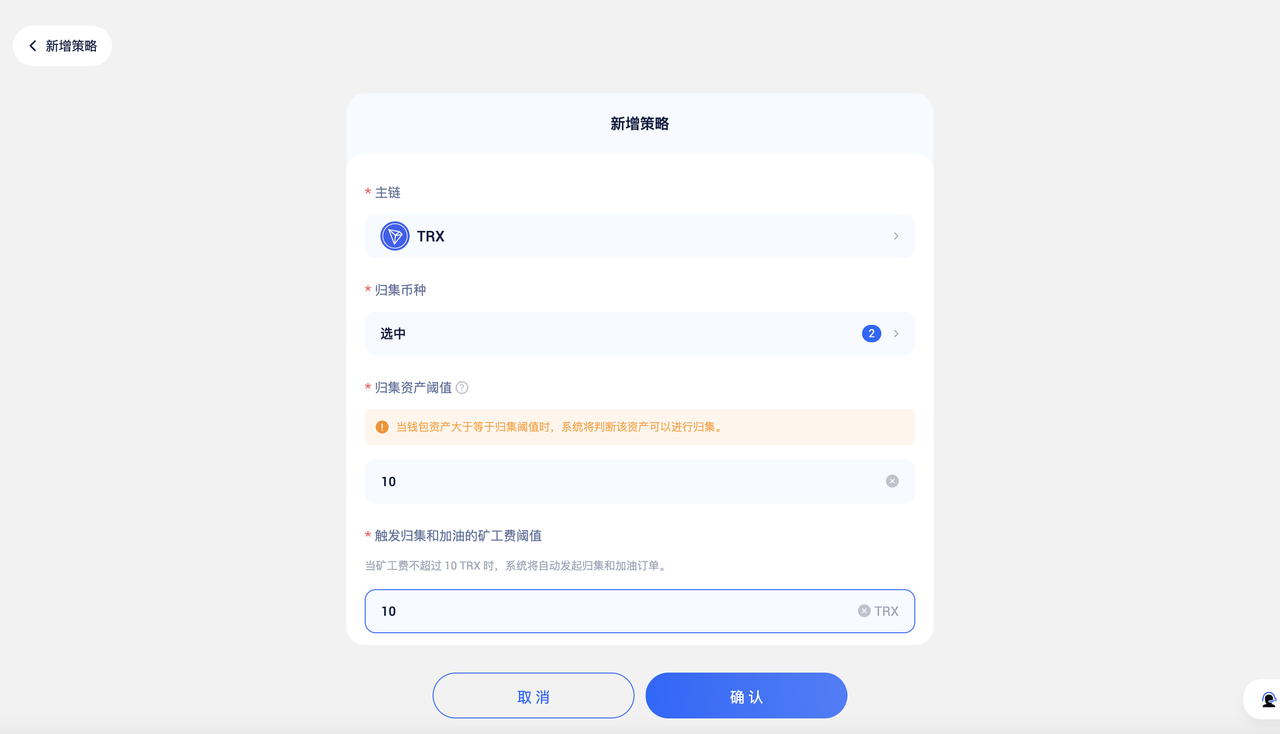 新增策略
新增策略
* 主链
TRX
* 归集币种
选中 2
* 归集资产阈值 ?
! 当钱包资产大于等于归集阈值时，系统将判断该资产可以进行归集。
10
* 触发归集和加油的矿工费阈值
当矿工费不超过 10 TRX 时，系统将自动发起归集和加油订单。
10 TRX
取消 确认